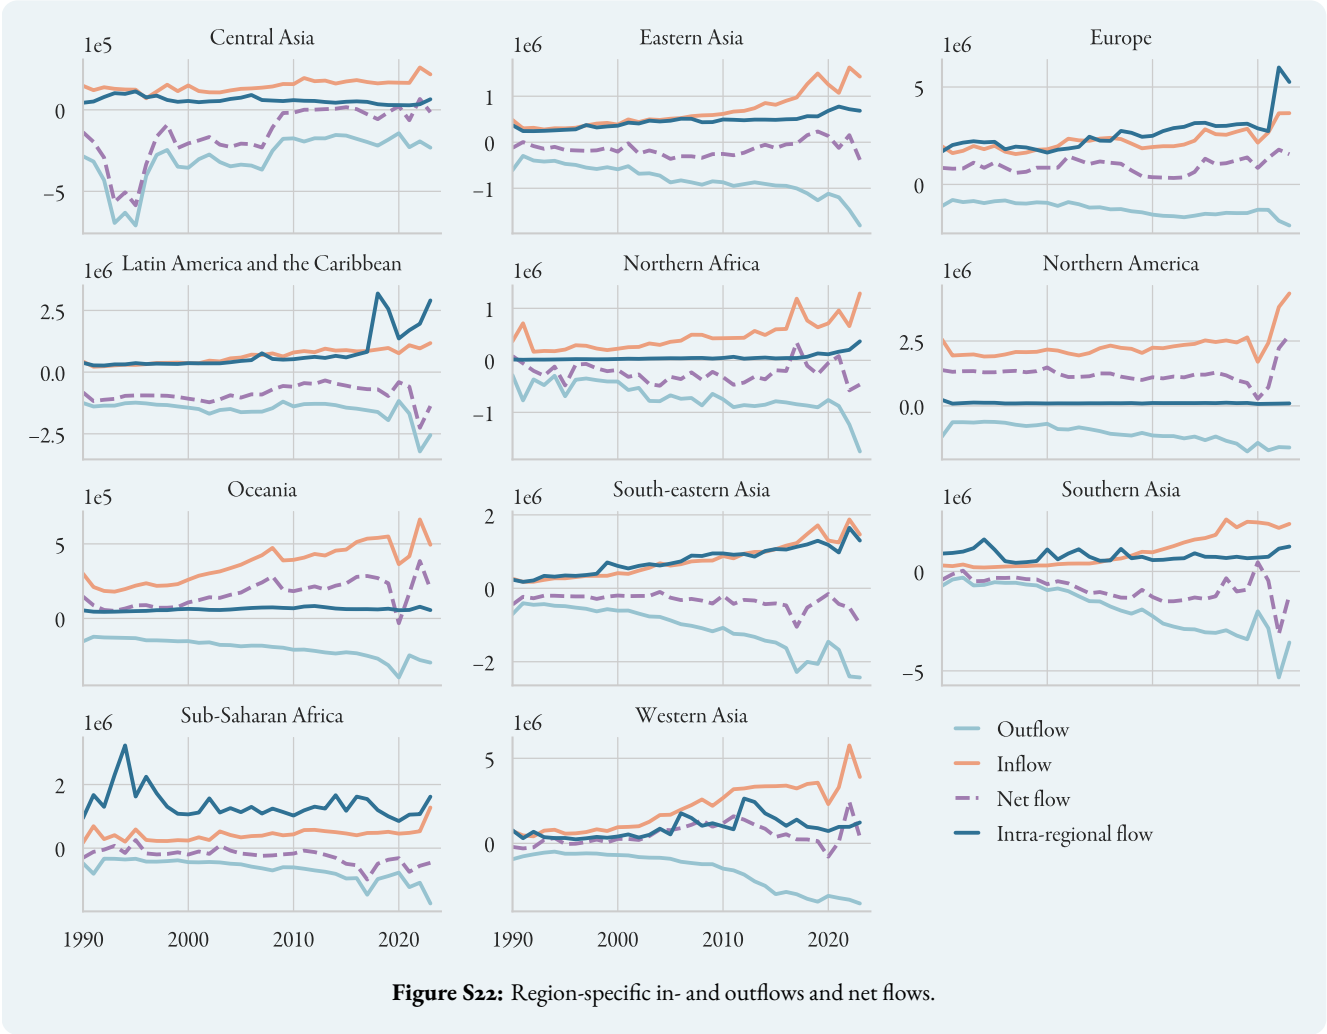 Central Asia
1e5
0
−5
Eastern Asia
1e6
1
0
−1
Europe
1e6
5
0
Latin America and the Caribbean
1e6
2.5
0.0
−2.5
Northern Africa
1e6
1
0
−1
Northern America
1e6
2.5
0.0
Oceania
1e5
5
0
South-eastern Asia
1e6
2
0
−2
Southern Asia
1e6
0
−5
Sub-Saharan Africa
1e6
2
0
1990 2000 2010 2020
Western Asia
1e6
5
0
1990 2000 2010 2020
Outflow
Inflow
Net flow
Intra-regional flow
Figure S22: Region-specific in- and outflows and net flows.